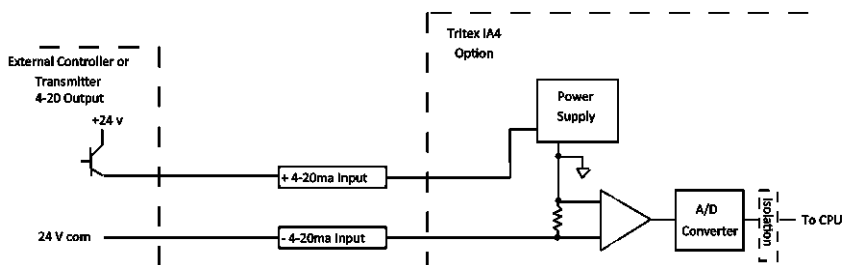 External Controller or
Transmitter
4-20 Output
+24 v
24 V com
+ 4-20ma Input
- 4-20ma Input
Tritex IA4
Option
Power
Supply
A/D
Converter
Isolation
To CPU